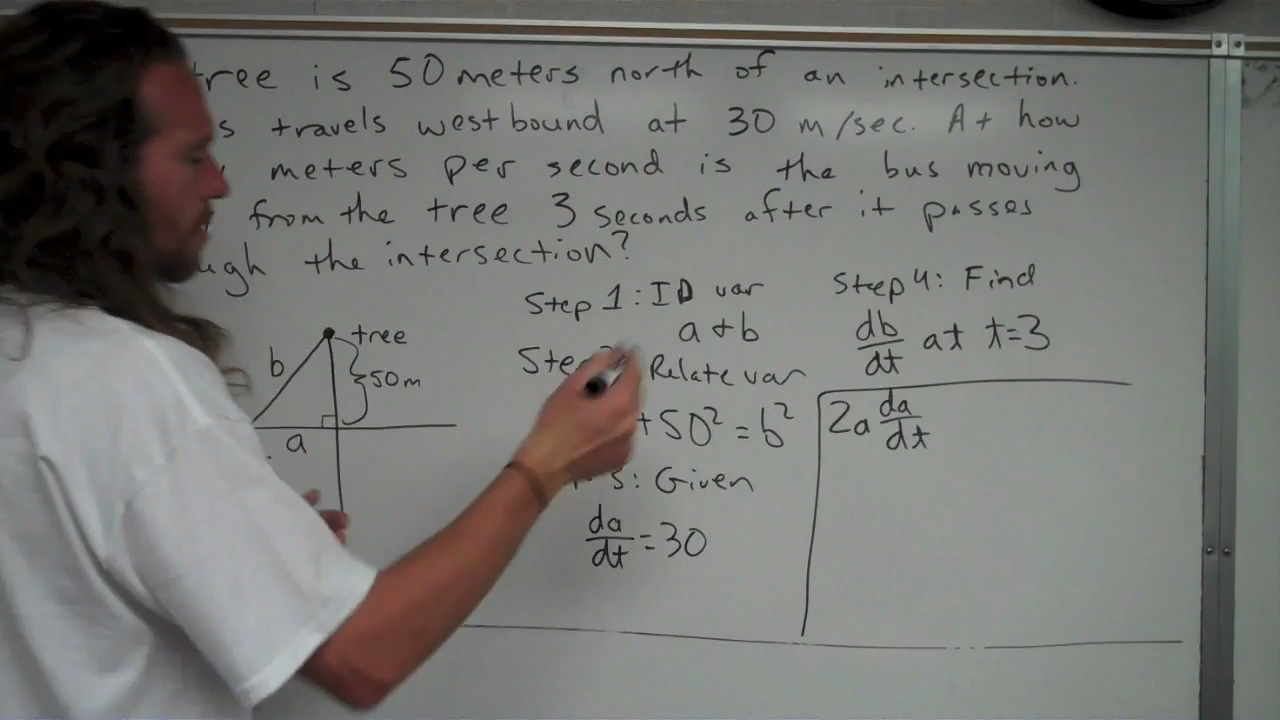 tree is 50 meters north of an intersection.
travels westbound at 30 m/sec. At how
meters per second is the bus moving
from the tree 3 seconds after it passes
the intersection?
Step 1: ID var
a + b
Step 4: Find
db/dt at t=3
Relate var
+50² = b²
2a da/dt
: Given
da/dt = 30
tree
b
50m
a